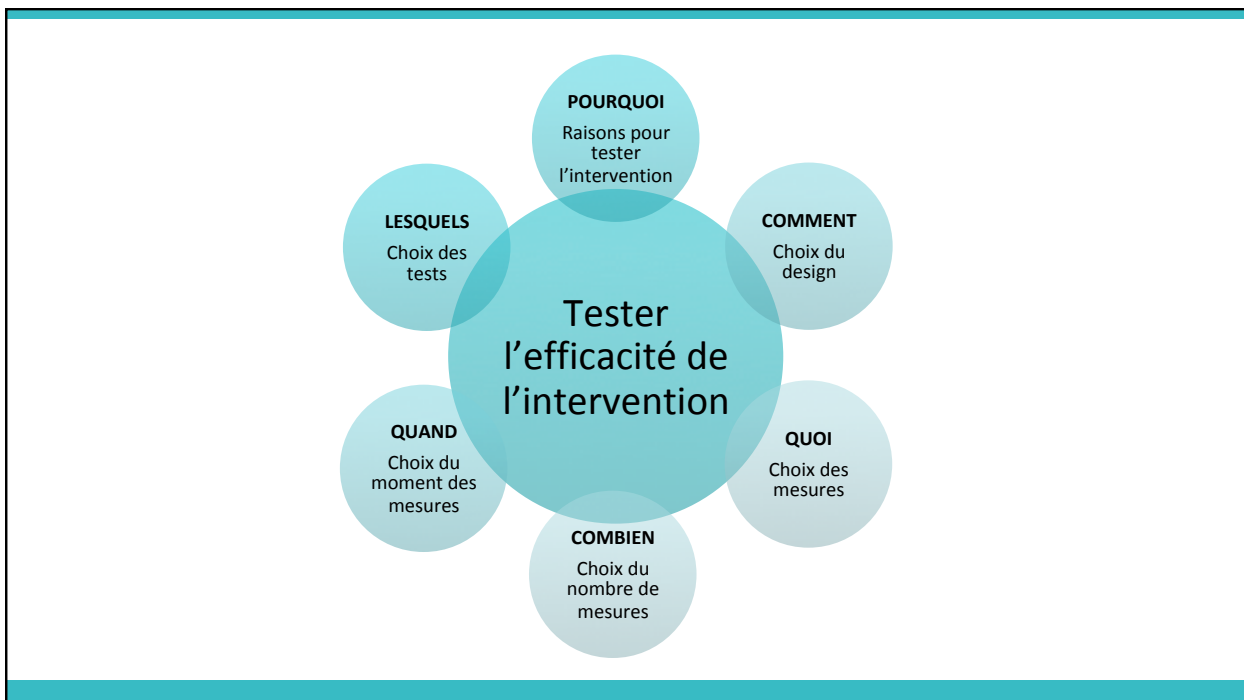 POURQUOI
Raisons pour
tester
l’intervention
COMMENT
Choix du
design
QUOI
Choix des
mesures
COMBIEN
Choix du
nombre de
mesures
QUAND
Choix du
moment des
mesures
LESQUELS
Choix des
tests
Tester
l’efficacité de
l’intervention